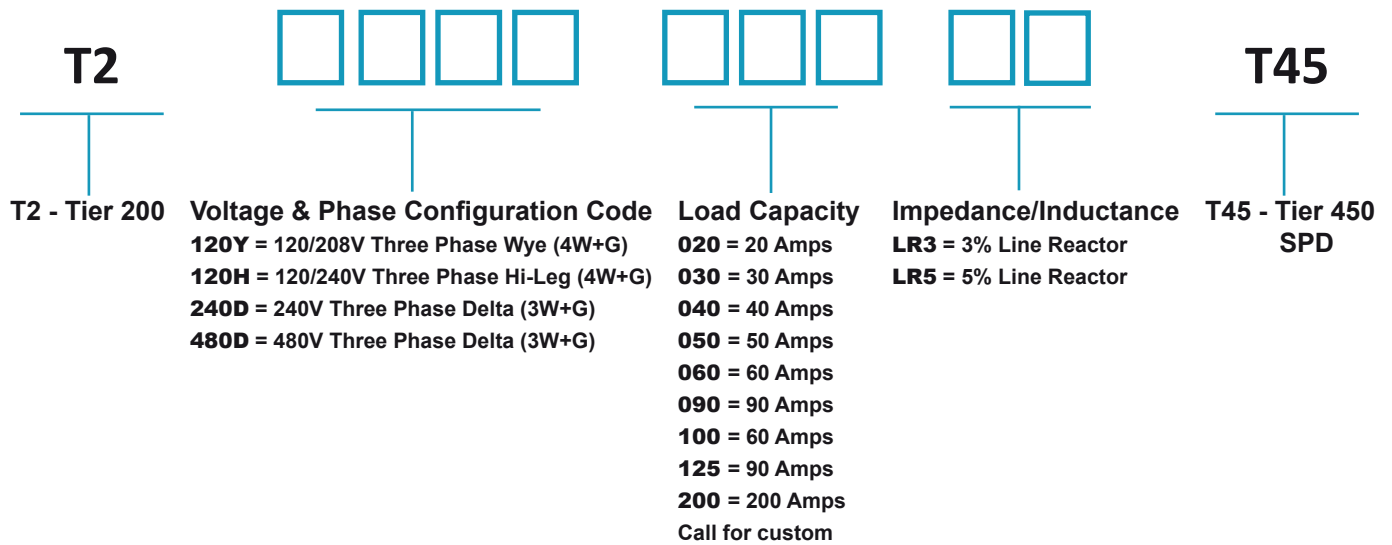 T2 T45
T2 - Tier 200
Voltage & Phase Configuration Code
120Y = 120/208V Three Phase Wye (4W+G)
120H = 120/240V Three Phase Hi-Leg (4W+G)
240D = 240V Three Phase Delta (3W+G)
480D = 480V Three Phase Delta (3W+G)
Load Capacity
020 = 20 Amps
030 = 30 Amps
040 = 40 Amps
050 = 50 Amps
060 = 60 Amps
090 = 90 Amps
100 = 60 Amps
125 = 90 Amps
200 = 200 Amps
Call for custom
Impedance/Inductance
LR3 = 3% Line Reactor
LR5 = 5% Line Reactor
T45 - Tier 450
SPD